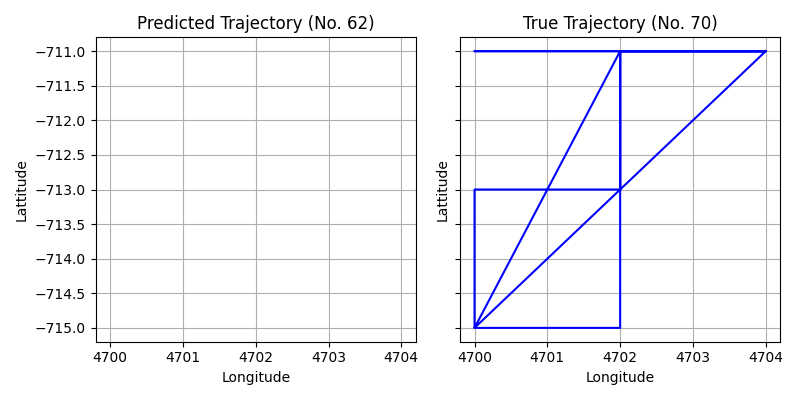 Predicted Trajectory (No. 62)
True Trajectory (No. 70)
Lattitude
−711.0
−711.5
−712.0
−712.5
−713.0
−713.5
−714.0
−714.5
−715.0
4700 4701 4702 4703 4704
Longitude
Lattitude
4700 4701 4702 4703 4704
Longitude